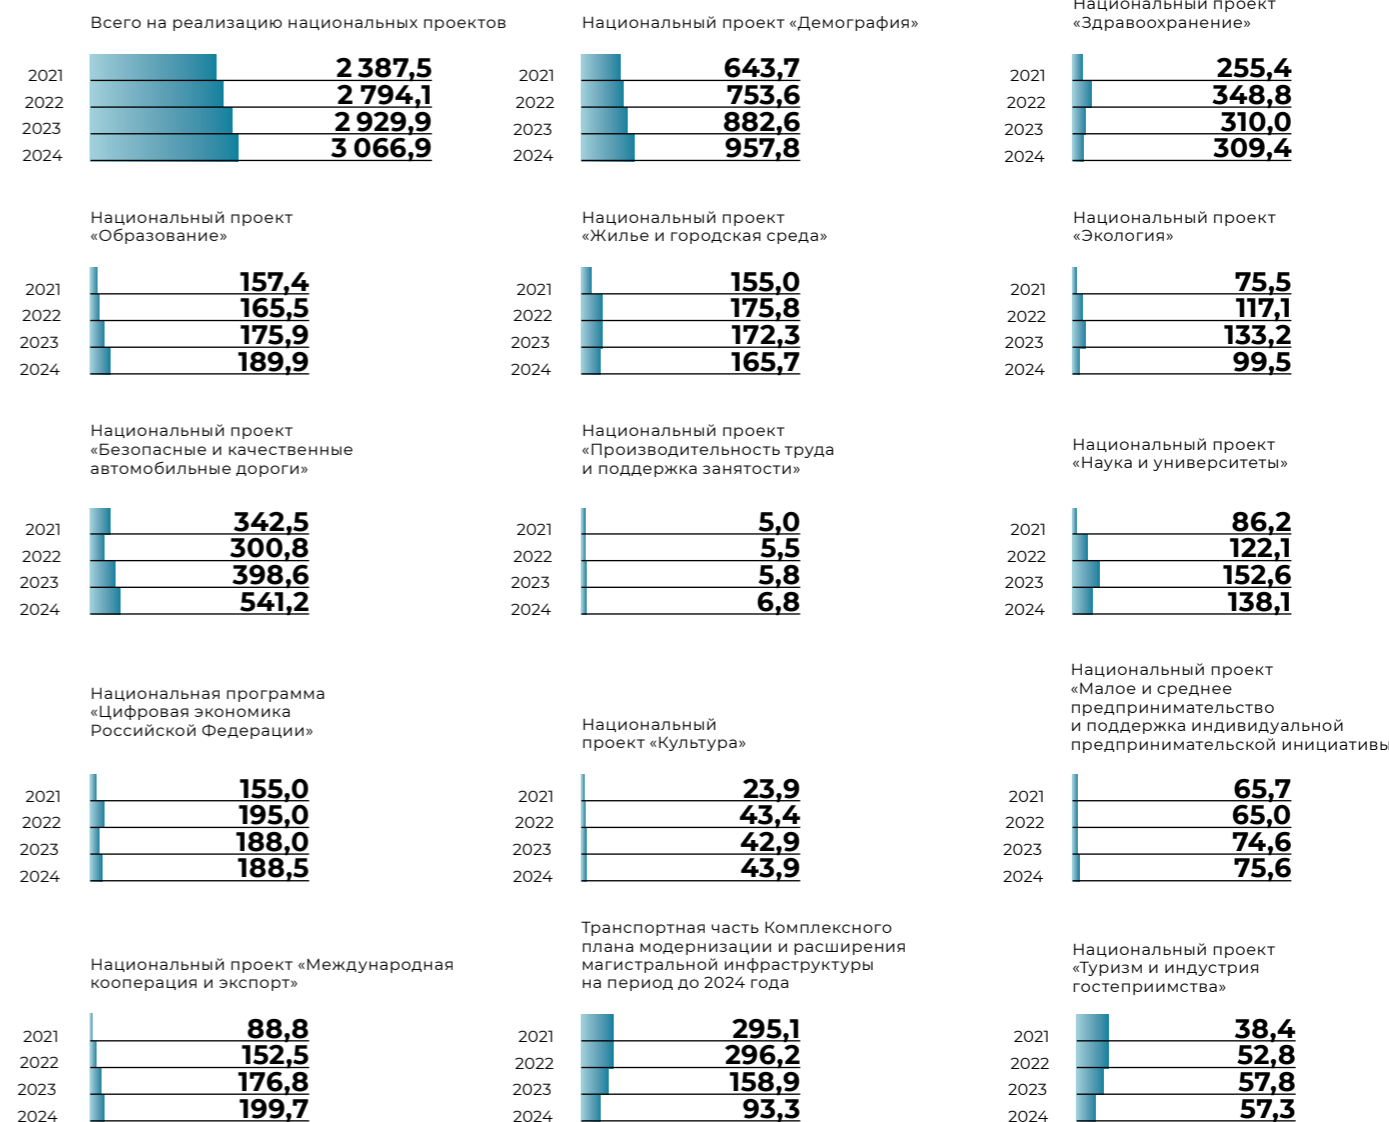 Всего на реализацию национальных проектов
2021 2 387,5
2022 2 794,1
2023 2 929,9
2024 3 066,9
Национальный проект «Демография»
2021 643,7
2022 753,6
2023 882,6
2024 957,8
Национальный проект
«Здравоохранение»
2021 255,4
2022 348,8
2023 310,0
2024 309,4
Национальный проект
«Образование»
2021 157,4
2022 165,5
2023 175,9
2024 189,9
Национальный проект
«Жилье и городская среда»
2021 155,0
2022 175,8
2023 172,3
2024 165,7
Национальный проект
«Экология»
2021 75,5
2022 117,1
2023 133,2
2024 99,5
Национальный проект
«Безопасные и качественные
автомобильные дороги»
2021 342,5
2022 300,8
2023 398,6
2024 541,2
Национальный проект
«Производительность труда
и поддержка занятости»
2021 5,0
2022 5,5
2023 5,8
2024 6,8
Национальный проект
«Наука и университеты»
2021 86,2
2022 122,1
2023 152,6
2024 138,1
Национальная программа
«Цифровая экономика
Российской Федерации»
2021 155,0
2022 195,0
2023 188,0
2024 188,5
Национальный
проект «Культура»
2021 23,9
2022 43,4
2023 42,9
2024 43,9
Национальный проект
«Малое и среднее
предпринимательство
и поддержка индивидуальной
предпринимательской инициативы
2021 65,7
2022 65,0
2023 74,6
2024 75,6
Национальный проект «Международная
кооперация и экспорт»
2021 88,8
2022 152,5
2023 176,8
2024 199,7
Транспортная часть Комплексного
плана модернизации и расширения
магистральной инфраструктуры
на период до 2024 года
2021 295,1
2022 296,2
2023 158,9
2024 93,3
Национальный проект
«Туризм и индустрия
гостеприимства»
2021 38,4
2022 52,8
2023 57,8
2024 57,3